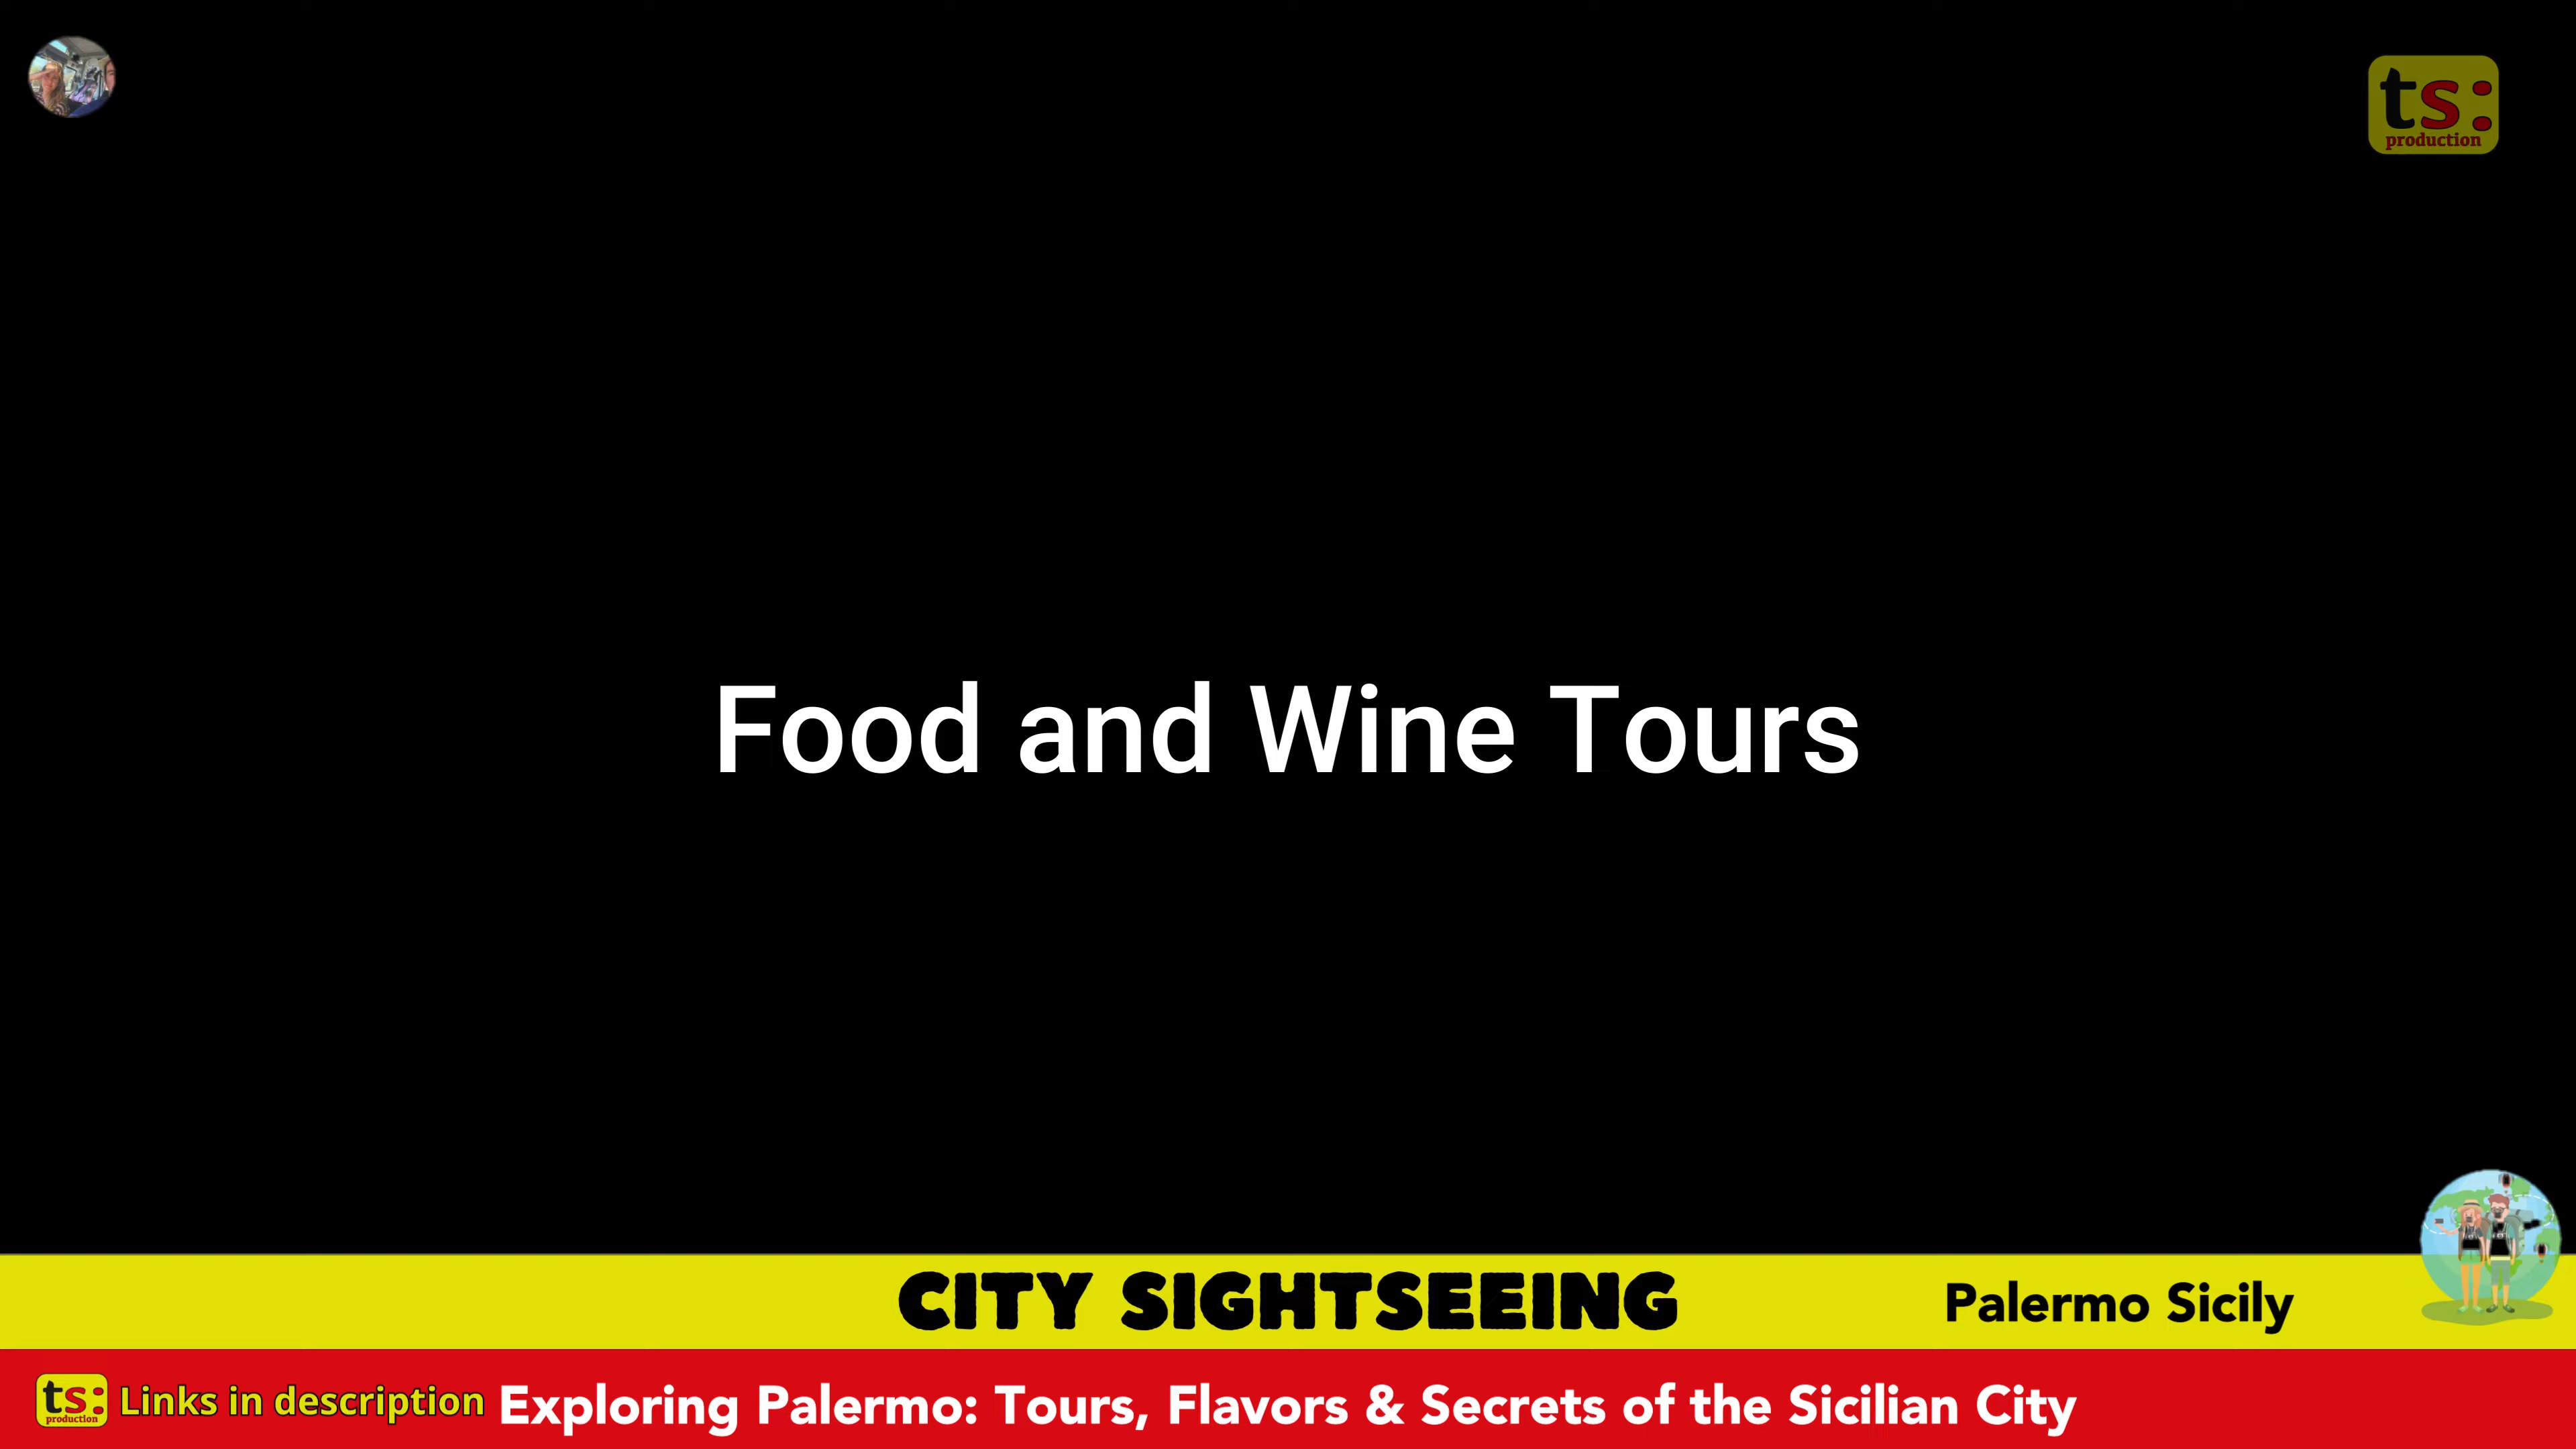 ts:
production
Food and Wine Tours
CITY SIGHTSEEING
Palermo Sicily
ts:
production
Links in description
Exploring Palermo: Tours, Flavors & Secrets of the Sicilian City